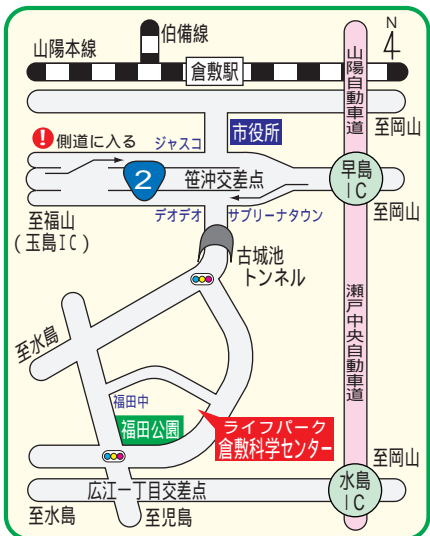 伯備線
N
山陽本線
倉敷駅
山陽自動車道
市役所
至岡山
!
側道に入る
ジャスコ
2
笹沖交差点
早島
IC
至福山
(玉島IC)
デオデオ
サブリーナタウン
至岡山
古城池
トンネル
瀬戸中央自動車道
至水島
福田中
福田公園
ライフパーク
倉敷科学センター
至岡山
広江一丁目交差点
水島
IC
至水島
至児島